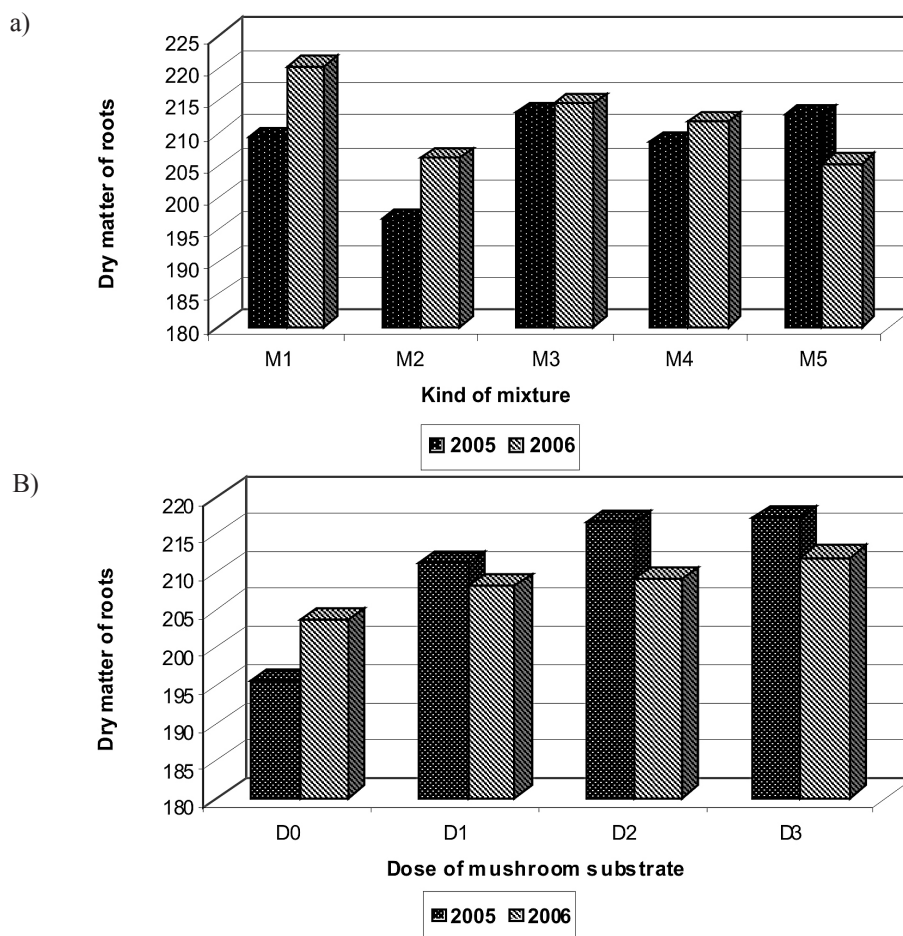 a)
Dry matter of roots
225
220
215
210
205
200
195
190
185
180
M1 M2 M3 M4 M5
Kind of mixture
2005 2006
B)
Dry matter of roots
220
215
210
205
200
195
190
185
180
D0 D1 D2 D3
Dose of mushroom substrate
2005 2006